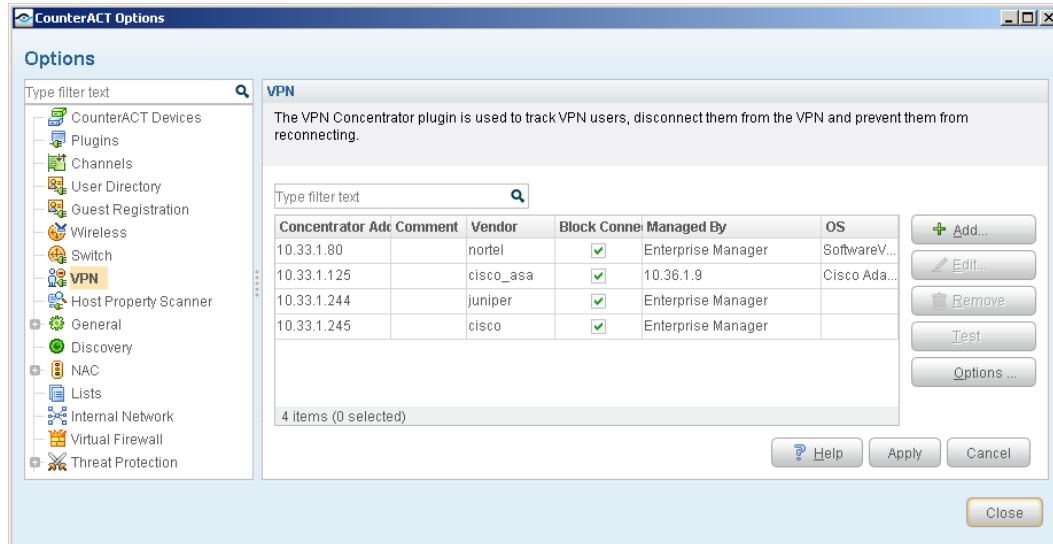 CounterACT Options
Options
Type filter text
CounterACT Devices
Plugins
Channels
User Directory
Guest Registration
Wireless
Switch
VPN
Host Property Scanner
General
Discovery
NAC
Lists
Internal Network
Virtual Firewall
Threat Protection
VPN
The VPN Concentrator plugin is used to track VPN users, disconnect them from the VPN and prevent them from
reconnecting.
Type filter text
Concentrator Add Comment Vendor Block Conne Managed By OS
10.33.1.80 nortel Enterprise Manager SoftwareV...
10.33.1.125 cisco_asa 10.36.1.9 Cisco Ada...
10.33.1.244 juniper Enterprise Manager
10.33.1.245 cisco Enterprise Manager
4 items (0 selected)
Add...
Edit...
Remove
Test
Options ...
Help Apply Cancel
Close